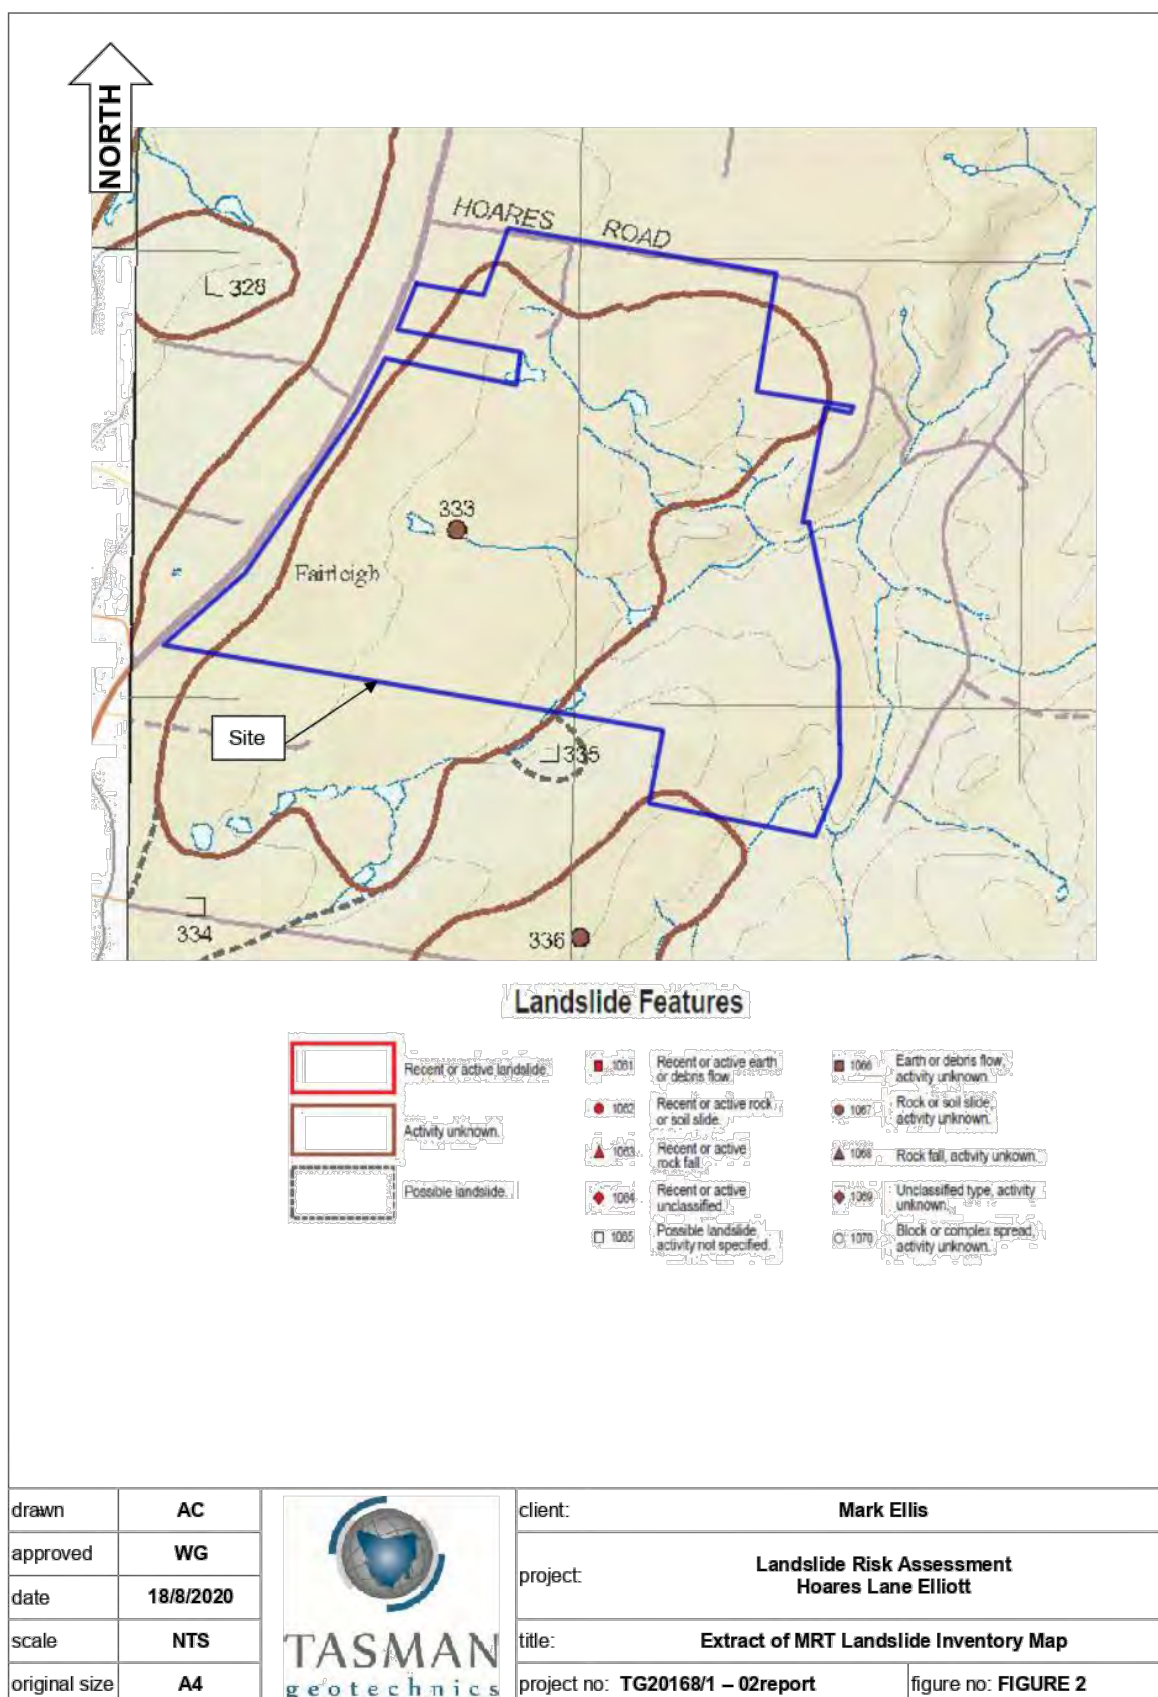 NORTH
HOARES ROAD
328
333
Fairleigh
Site
335
334
336
Landslide Features
Recent or active landslide.
Activity unknown.
Possible landslide.
1061 Recent or active earth
or debris flow.
1062 Recent or active rock
or soil slide.
1063 Recent or active
rock fall
1064 Recent or active
unclassified.
1065 Possible landslide,
activity not specified.
1066 Earth or debris flow,
activity unknown.
1067 Rock or soil slide,
activity unknown.
1068 Rock fall, activity unkown.
1069 Unclassified type, activity
unknown.
1070 Block or complex spread,
activity unknown.
drawn AC
approved WG
date 18/8/2020
scale NTS
original size A4
TASMAN
geotechnics
client: Mark Ellis
project: Landslide Risk Assessment
Hoares Lane Elliott
title: Extract of MRT Landslide Inventory Map
project no: TG20168/1 – 02report
figure no: FIGURE 2